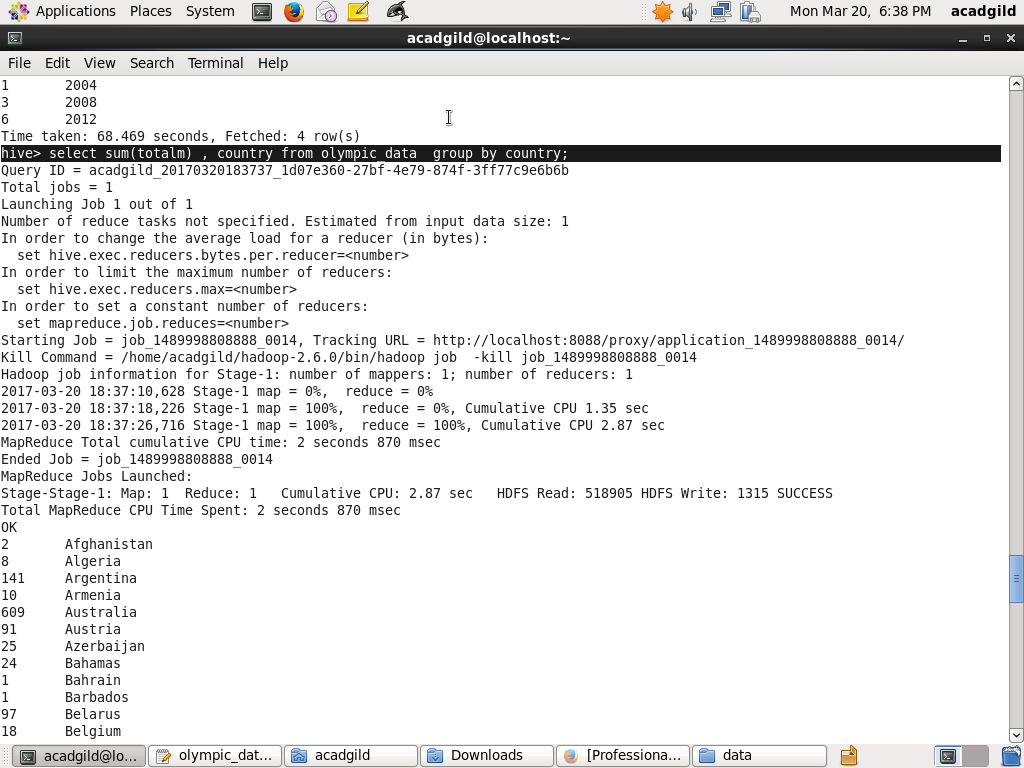 Applications Places System Mon Mar 20, 6:38 PM acadgild
acadgild@localhost:~
File Edit View Search Terminal Help
1 2004
3 2008
6 2012
Time taken: 68.469 seconds, Fetched: 4 row(s)
hive> select sum(totalm) , country from olympic data  group by country;
Query ID = acadgild_20170320183737_1d07e360-27bf-4e79-874f-3ff77c9e6b6b
Total jobs = 1
Launching Job 1 out of 1
Number of reduce tasks not specified. Estimated from input data size: 1
In order to change the average load for a reducer (in bytes):
  set hive.exec.reducers.bytes.per.reducer=<number>
In order to limit the maximum number of reducers:
  set hive.exec.reducers.max=<number>
In order to set a constant number of reducers:
  set mapreduce.job.reduces=<number>
Starting Job = job_1489998808888_0014, Tracking URL = http://localhost:8088/proxy/application_1489998808888_0014/
Kill Command = /home/acadgild/hadoop-2.6.0/bin/hadoop job  -kill job_1489998808888_0014
Hadoop job information for Stage-1: number of mappers: 1; number of reducers: 1
2017-03-20 18:37:10,628 Stage-1 map = 0%,  reduce = 0%
2017-03-20 18:37:18,226 Stage-1 map = 100%,  reduce = 0%, Cumulative CPU 1.35 sec
2017-03-20 18:37:26,716 Stage-1 map = 100%,  reduce = 100%, Cumulative CPU 2.87 sec
MapReduce Total cumulative CPU time: 2 seconds 870 msec
Ended Job = job_1489998808888_0014
MapReduce Jobs Launched:
Stage-Stage-1: Map: 1  Reduce: 1   Cumulative CPU: 2.87 sec   HDFS Read: 518905 HDFS Write: 1315 SUCCESS
Total MapReduce CPU Time Spent: 2 seconds 870 msec
OK
2 Afghanistan
8 Algeria
141 Argentina
10 Armenia
609 Australia
91 Austria
25 Azerbaijan
24 Bahamas
1 Bahrain
1 Barbados
97 Belarus
18 Belgium
acadgild@lo... olympic_dat... acadgild Downloads [Professiona... data